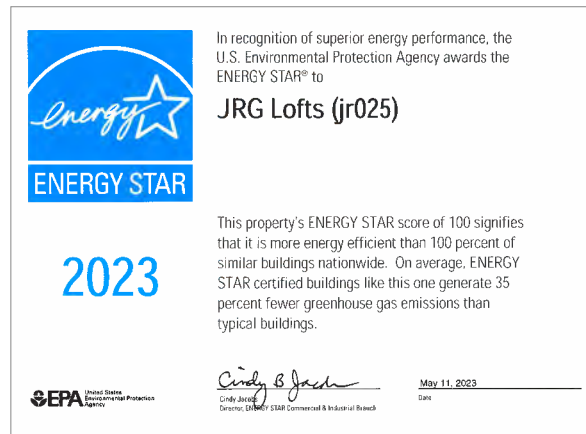 energy
ENERGY STAR
2023
In recognition of superior energy performance, the
U.S. Environmental Protection Agency awards the
ENERGY STAR® to
JRG Lofts (jr025)
This property's ENERGY STAR score of 100 signifies
that it is more energy efficient than 100 percent of
similar buildings nationwide. On average, ENERGY
STAR certified buildings like this one generate 35
percent fewer greenhouse gas emissions than
typical buildings.
Cindy B Jacobs
Cindy Jacobs
Director, ENERGY STAR Commercial & Industrial Branch
May 11, 2023
Date
EPA
United States
Environmental Protection
Agency